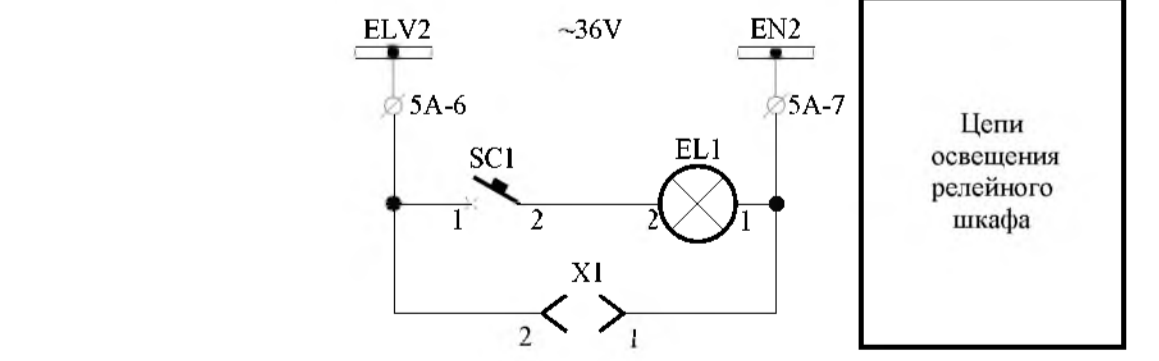 ELV2
~36V
EN2
5A-6
5A-7
SC1
EL1
1
2
2
1
X1
2
1
Цепи
освещения
релейного
шкафа